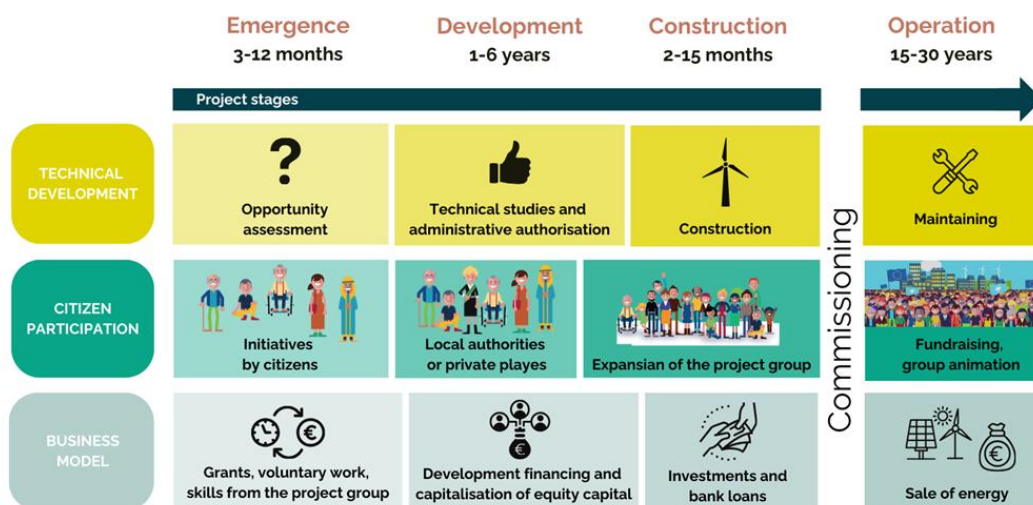 Emergence
3-12 months
Development
1-6 years
Construction
2-15 months
Operation
15-30 years
Project stages
TECHNICAL
DEVELOPMENT
?
Opportunity
assessment
Technical studies and
administrative authorisation
Construction
Commissioning
Maintaining
CITIZEN
PARTICIPATION
Initiatives
by citizens
Local authorities
or private playes
Expansian of the project group
Fundraising,
group animation
BUSINESS
MODEL
€
Grants, voluntary work,
skills from the project group
€
Development financing and
capitalisation of equity capital
Investments and
bank loans
€
Sale of energy